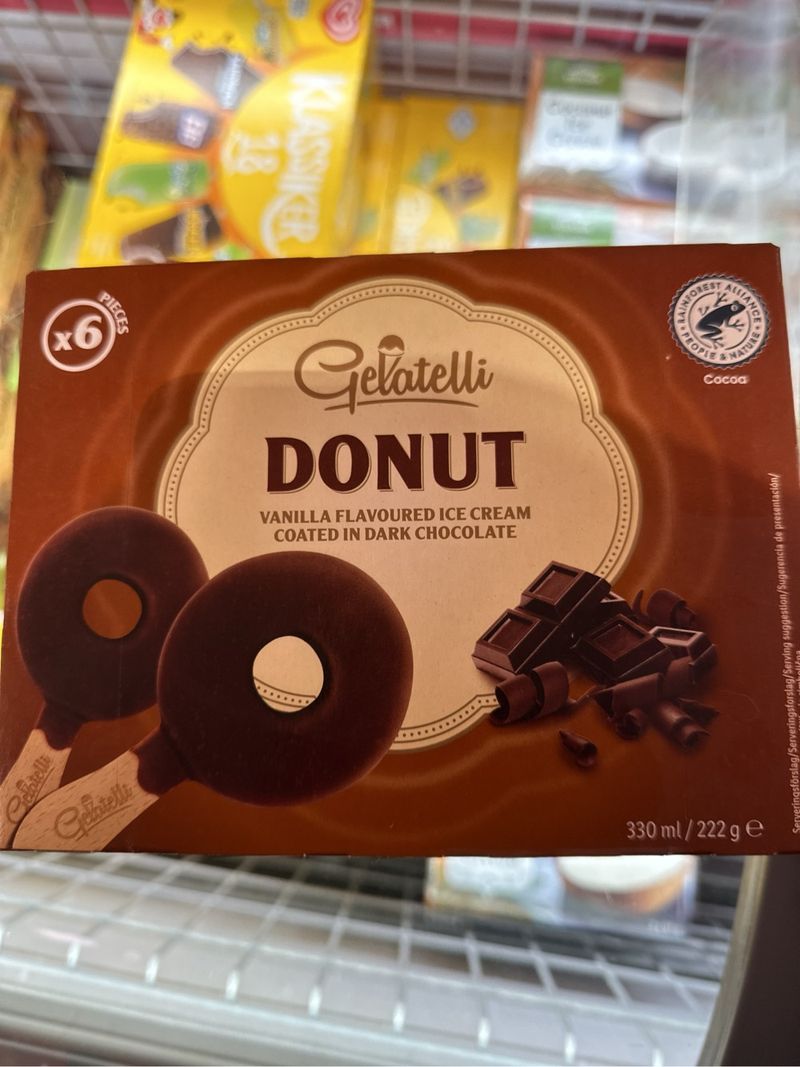 KLASSIKER
18
x6
PIECES
RAINFOREST ALLIANCE
PEOPLE & NATURE
Cocoa
Gelatelli
DONUT
VANILLA FLAVOURED ICE CREAM
COATED IN DARK CHOCOLATE
Gelatelli
Gelatelli
Serveringsförslag/Serveringsforslag/Serving suggestion/Sugerencia de presentación/
330 ml / 222 g e